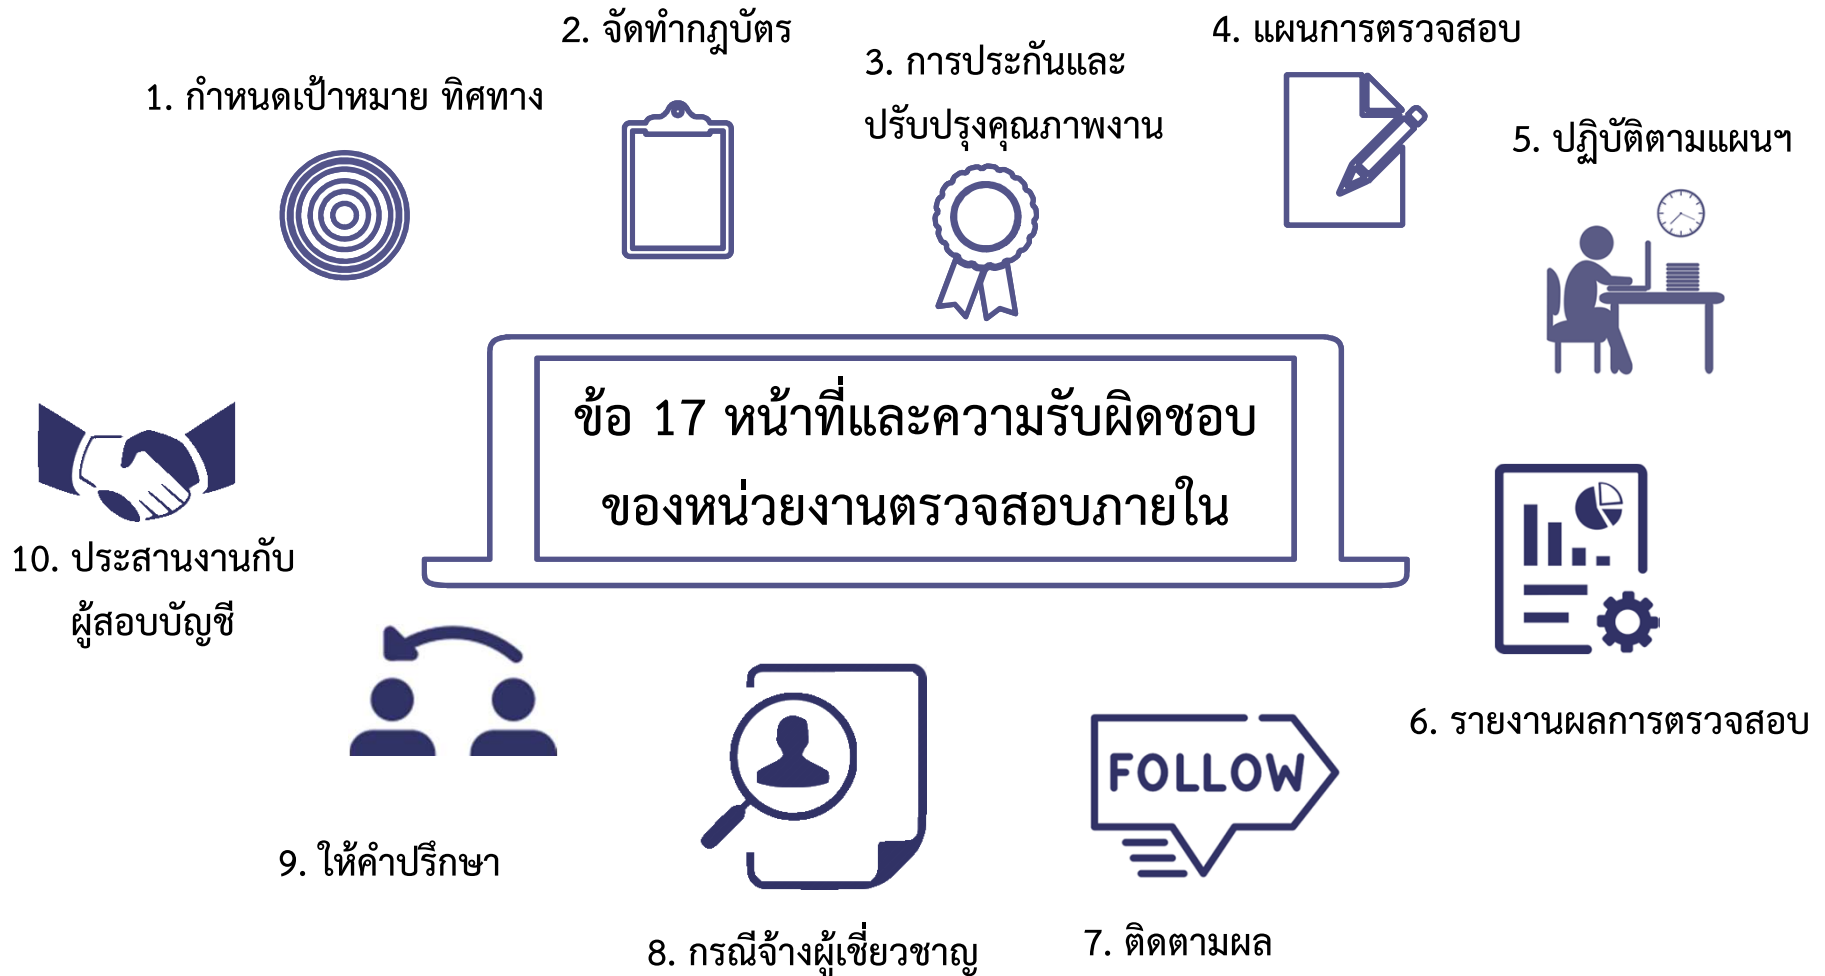 1. กำหนดเป้าหมาย ทิศทาง
2. จัดทำกฎบัตร
3. การประกันและ
ปรับปรุงคุณภาพงาน
4. แผนการตรวจสอบ
5. ปฏิบัติตามแผนฯ
ข้อ 17 หน้าที่และความรับผิดชอบ
ของหน่วยงานตรวจสอบภายใน
6. รายงานผลการตรวจสอบ
FOLLOW
7. ติดตามผล
8. กรณีจ้างผู้เชี่ยวชาญ
9. ให้คำปรึกษา
10. ประสานงานกับ
ผู้สอบบัญชี